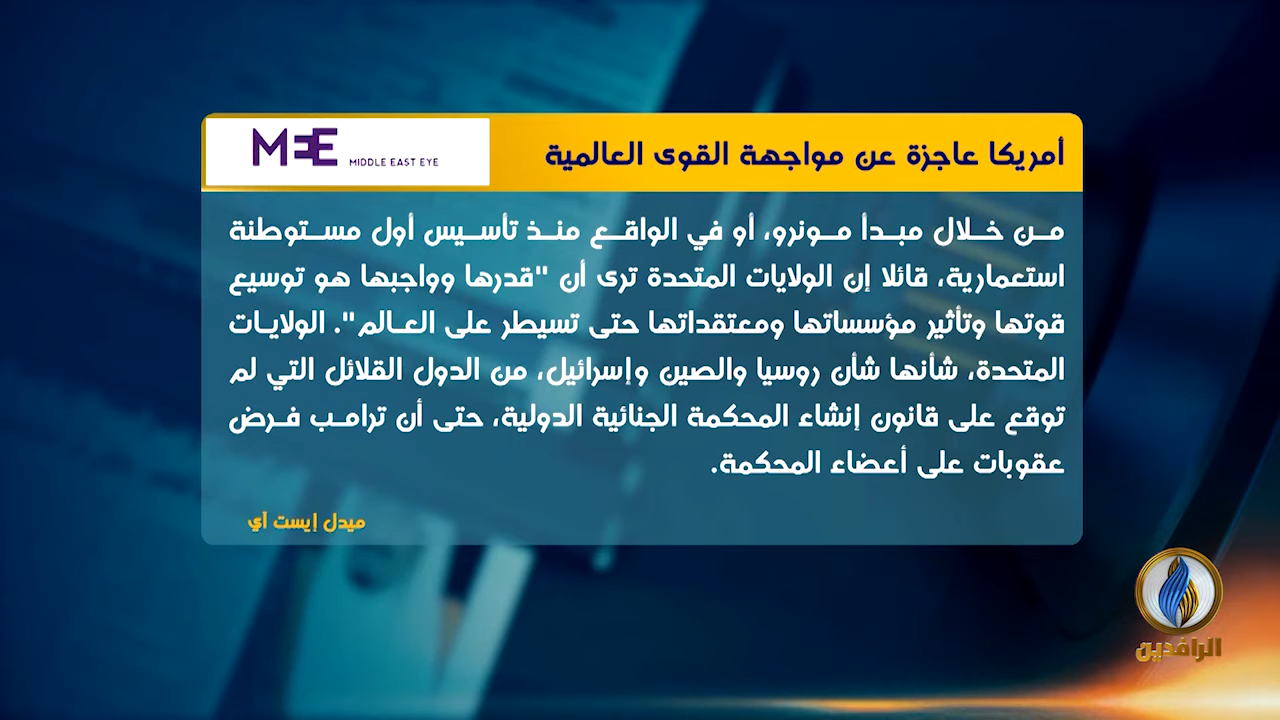 أمريكا عاجزة عن مواجهة القوى العالمية
MEE MIDDLE EAST EYE
من خلال مبدأ مونرو، أو في الواقع منذ تأسيس أول مستوطنة
استعمارية، قائلا إن الولايات المتحدة ترى أن "قدرها وواجبها هو توسيع
قوتها وتأثير مؤسساتها ومعتقداتها حتى تسيطر على العالم". الولايات
المتحدة، شأنها شأن روسيا والصين وإسرائيل، من الدول القلائل التي لم
توقع على قانون إنشاء المحكمة الجنائية الدولية، حتى أن ترامب فرض
عقوبات على أعضاء المحكمة.
ميدل إيست آي
الرافدين